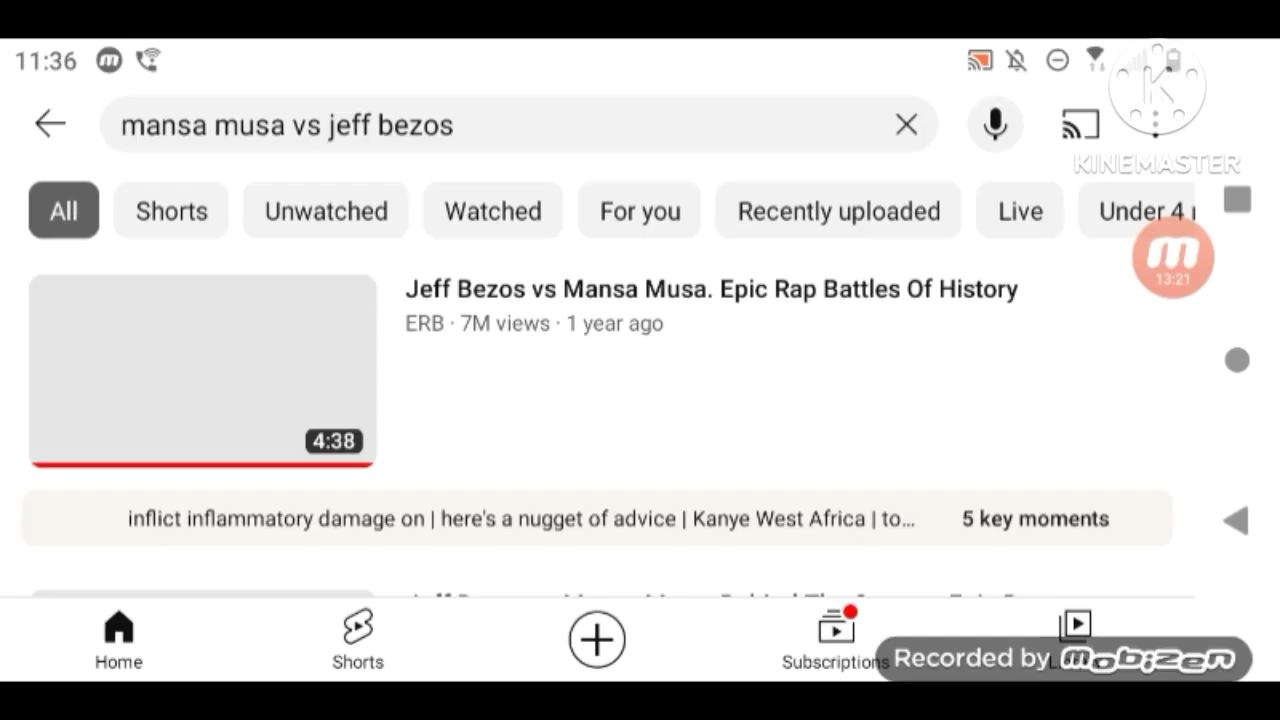 11:36
mansa musa vs jeff bezos
KINEMASTER
All
Shorts
Unwatched
Watched
For you
Recently uploaded
Live
Under 4
13:21
Jeff Bezos vs Mansa Musa. Epic Rap Battles Of History
ERB · 7M views · 1 year ago
4:38
inflict inflammatory damage on | here's a nugget of advice | Kanye West Africa | to...
5 key moments
Home
Shorts
Subscriptions
Recorded by mobizen